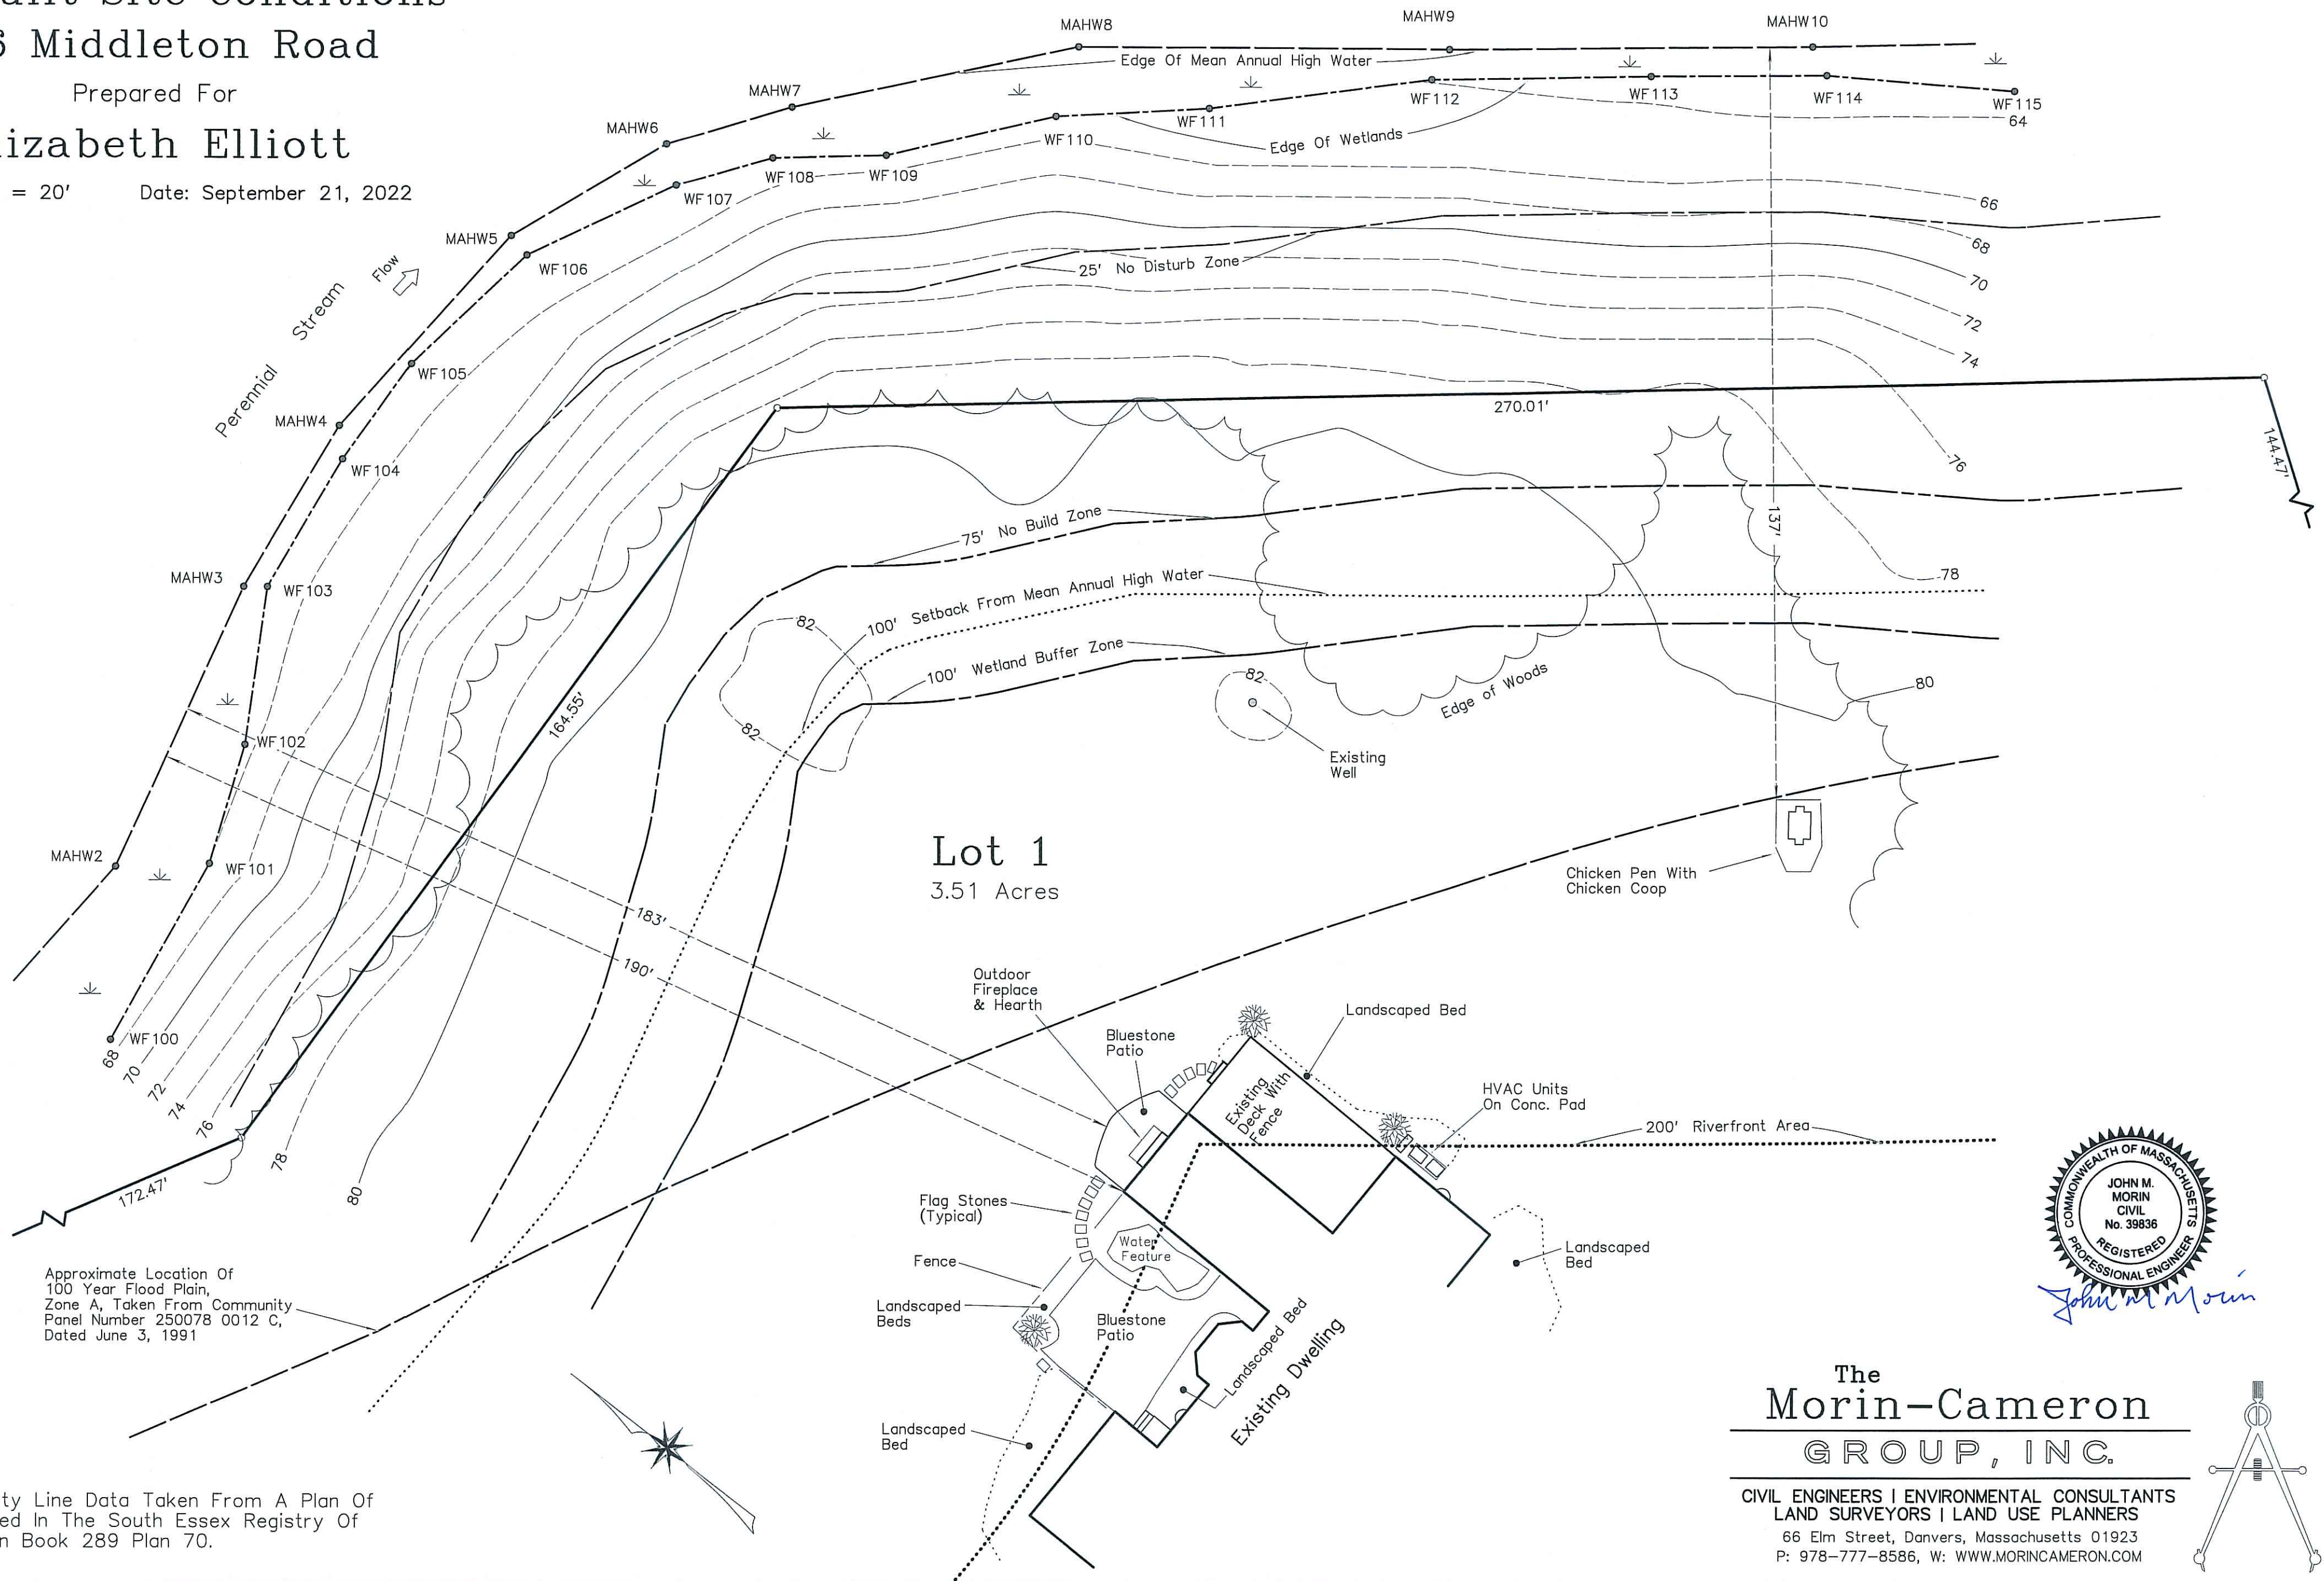 Site Conditions
6 Middleton Road
Prepared For
izabeth Elliott
= 20' Date: September 21, 2022
MAHW8
MAHW9
MAHW10
Edge Of Mean Annual High Water
MAHW7
MAHW6
WF112
WF113
WF114
WF115
64
WF111
WF110
Edge Of Wetlands
WF108
WF109
WF107
66
MAHW5
WF106
68
25' No Disturb Zone
70
Flow
Perennial Stream
72
74
WF105
270.01'
144.47'
MAHW4
WF104
76
137'
75' No Build Zone
78
MAHW3
WF103
100' Setback From Mean Annual High Water
82
100' Wetland Buffer Zone
82
80
Edge of Woods
164.55'
82
WF102
Existing
Well
Lot 1
3.51 Acres
MAHW2
WF101
Chicken Pen With
Chicken Coop
183'
190'
Outdoor
Fireplace
& Hearth
Landscaped Bed
Bluestone
Patio
WF100
68
70
72
74
76
78
80
HVAC Units
On Conc. Pad
Existing
Deck With
Fence
200' Riverfront Area
172.47'
Flag Stones
(Typical)
Water
Feature
Fence
Landscaped
Bed
Landscaped
Beds
Bluestone
Patio
Landscaped Bed
Existing Dwelling
Landscaped
Bed
Approximate Location Of
100 Year Flood Plain,
Zone A, Taken From Community
Panel Number 250078 0012 C,
Dated June 3, 1991
ty Line Data Taken From A Plan Of
ed In The South Essex Registry Of
n Book 289 Plan 70.
COMMONWEALTH OF MASSACHUSETTS
JOHN M.
MORIN
CIVIL
No. 39836
REGISTERED
PROFESSIONAL ENGINEER
John M Morin
The
Morin-Cameron
GROUP, INC.
CIVIL ENGINEERS | ENVIRONMENTAL CONSULTANTS
LAND SURVEYORS | LAND USE PLANNERS
66 Elm Street, Danvers, Massachusetts 01923
P: 978-777-8586, W: WWW.MORINCAMERON.COM